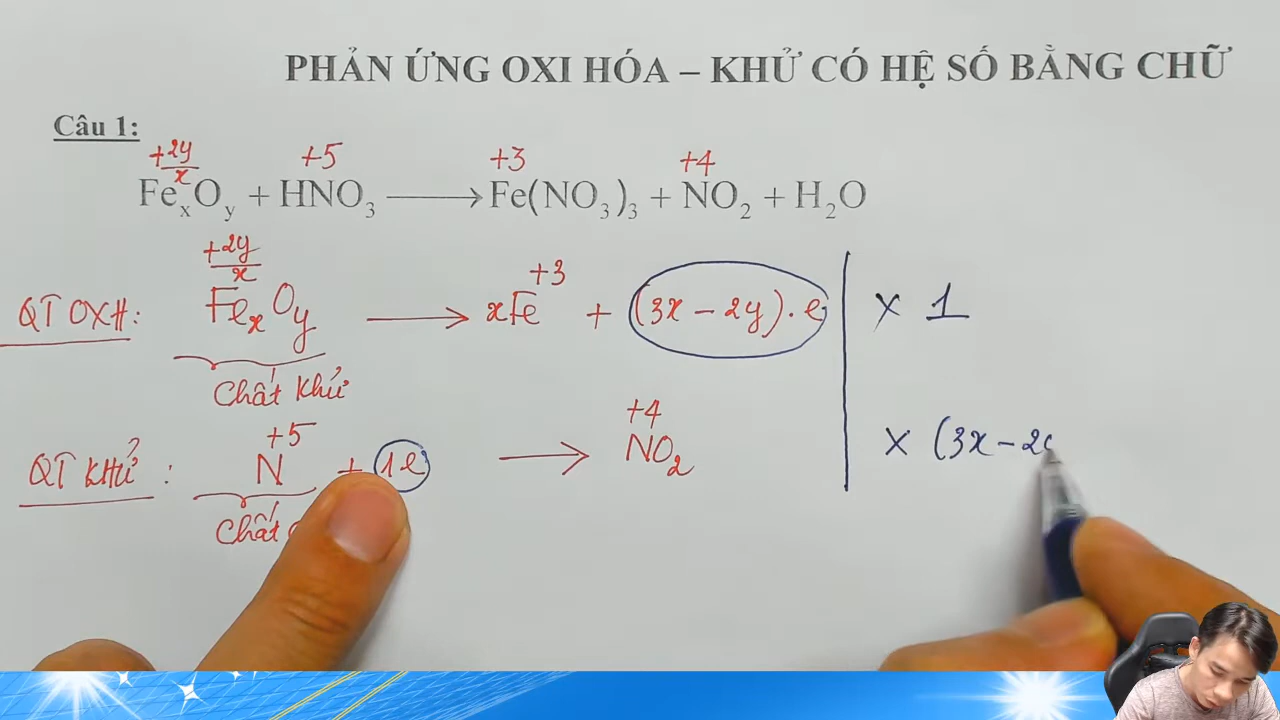 PHẢN ỨNG OXI HÓA – KHỬ CÓ HỆ SỐ BẰNG CHỮ
Câu 1:
+2y/x +5 +3 +4
FexOy + HNO3 ⟶ Fe(NO3)3 + NO2 + H2O
+2y/x +3
QT OXH: FexOy ⟶ xFe + (3x – 2y).e × 1
Chất khử
+5 +4
QT KHỬ: N + 1e ⟶ NO2 × (3x – 2y
Chất